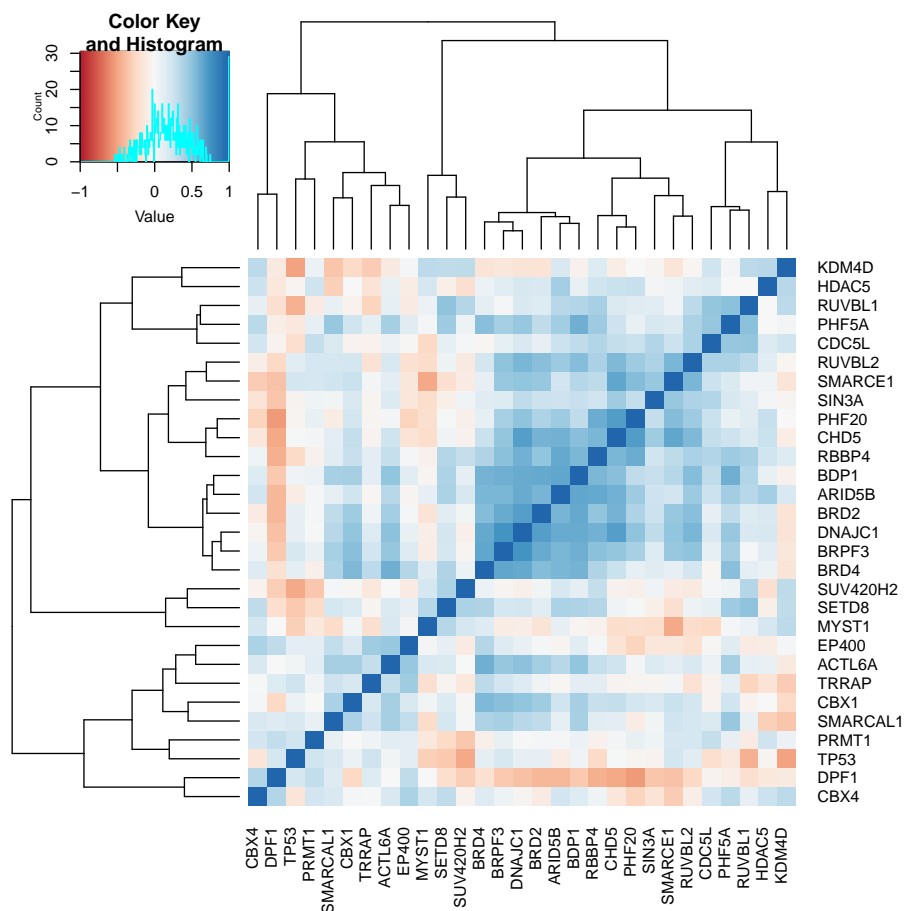 Color Key
and Histogram
Count
0 10 20 30
−1 0 0.5 1
Value
KDM4D
HDAC5
RUVBL1
PHF5A
CDC5L
RUVBL2
SMARCE1
SIN3A
PHF20
CHD5
RBBP4
BDP1
ARID5B
BRD2
DNAJC1
BRPF3
BRD4
SUV420H2
SETD8
MYST1
EP400
ACTL6A
TRRAP
CBX1
SMARCAL1
PRMT1
TP53
DPF1
CBX4
CBX4
DPF1
TP53
PRMT1
SMARCAL1
CBX1
TRRAP
ACTL6A
EP400
MYST1
SETD8
SUV420H2
BRD4
BRPF3
DNAJC1
BRD2
ARID5B
BDP1
RBBP4
CHD5
PHF20
SIN3A
SMARCE1
RUVBL2
CDC5L
PHF5A
RUVBL1
HDAC5
KDM4D